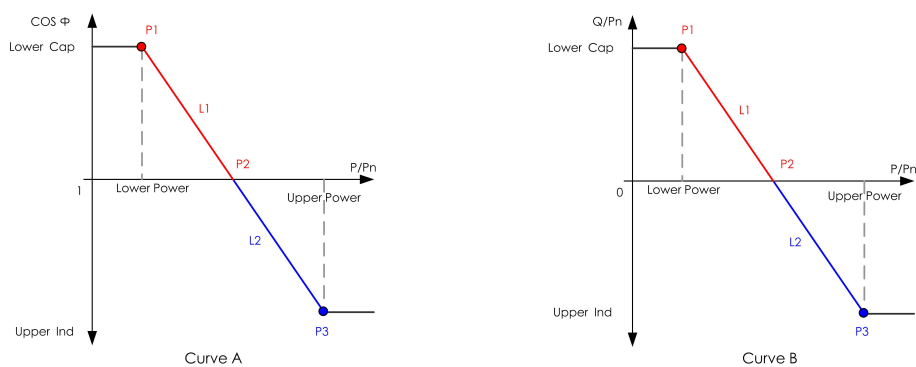 COS Φ
P1
Lower Cap
L1
P2
P/Pn
1
Lower Power
Upper Power
L2
Upper Ind
P3
Curve A
Q/Pn
P1
Lower Cap
L1
P2
P/Pn
0
Lower Power
Upper Power
L2
Upper Ind
P3
Curve B